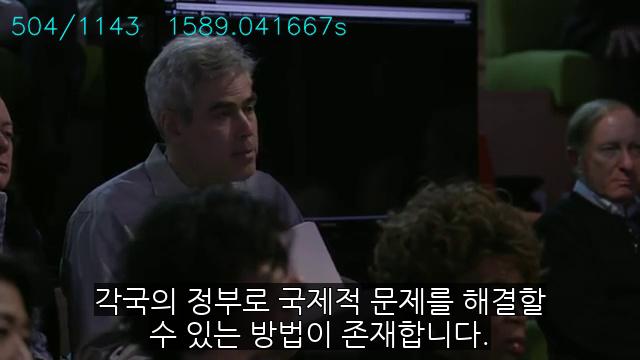 504/1143 1589.041667s
각국의 정부로 국제적 문제를 해결할
수 있는 방법이 존재합니다.